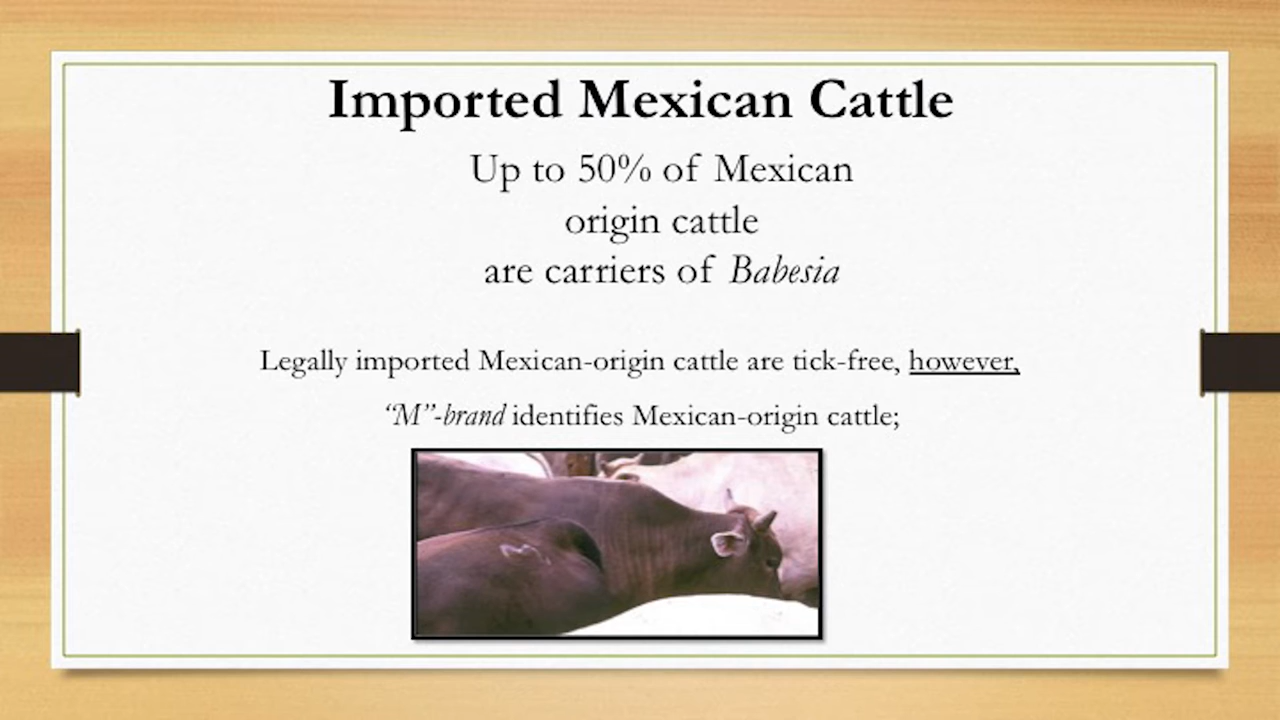 Imported Mexican Cattle
Up to 50% of Mexican
origin cattle
are carriers of Babesia
Legally imported Mexican-origin cattle are tick-free, however,
“M”-brand identifies Mexican-origin cattle;